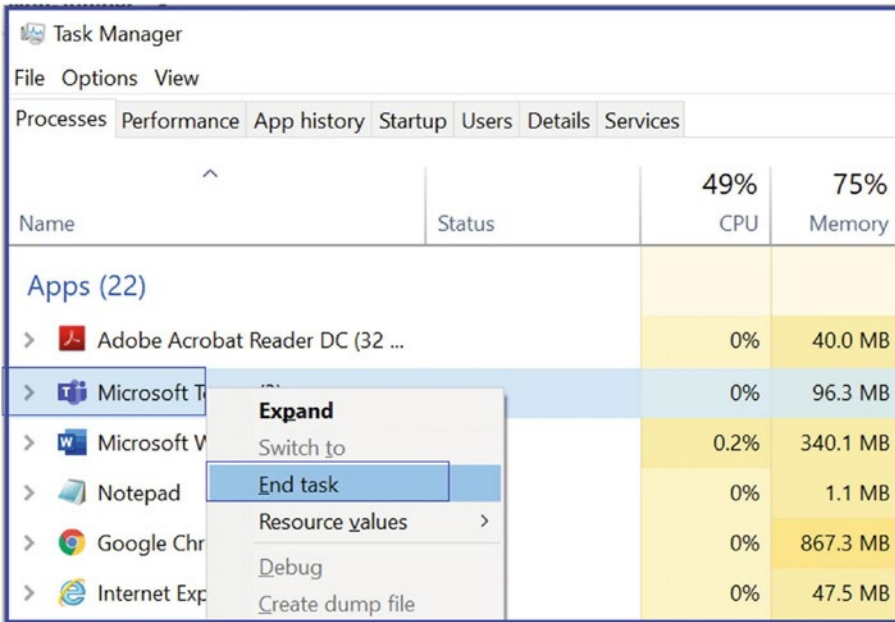 Task Manager
File Options View
Processes Performance App history Startup Users Details Services
49% 75%
Name Status CPU Memory
Apps (22)
Adobe Acrobat Reader DC (32 ... 0% 40.0 MB
Microsoft 0% 96.3 MB
Expand
Microsoft 0.2% 340.1 MB
Switch to
End task
Notepad 0% 1.1 MB
Resource values
Google Chr 0% 867.3 MB
Debug
Internet Exp 0% 47.5 MB
Create dump file